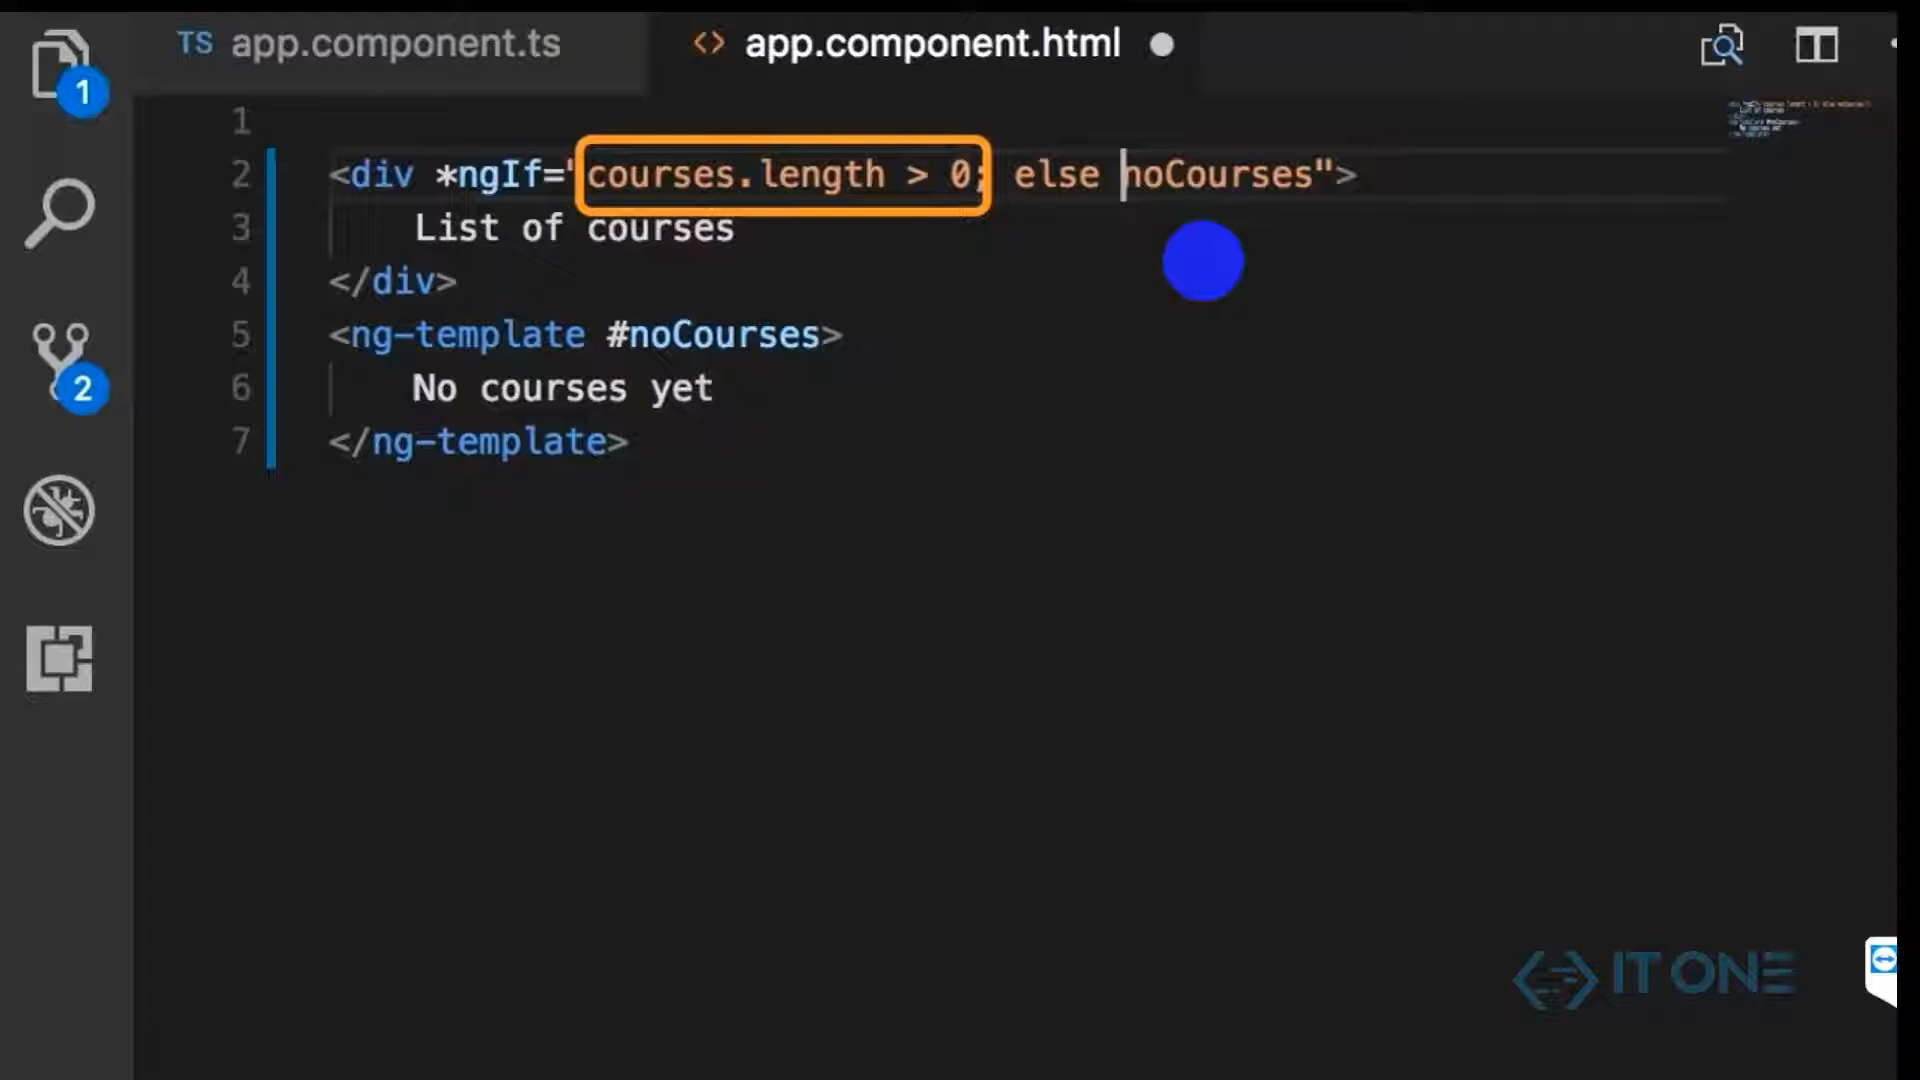 TS app.component.ts <> app.component.html
1
1
2 <div *ngIf="courses.length > 0; else noCourses">
3 List of courses
4 </div>
5 <ng-template #noCourses>
2
6 No courses yet
7 </ng-template>
IT ONE